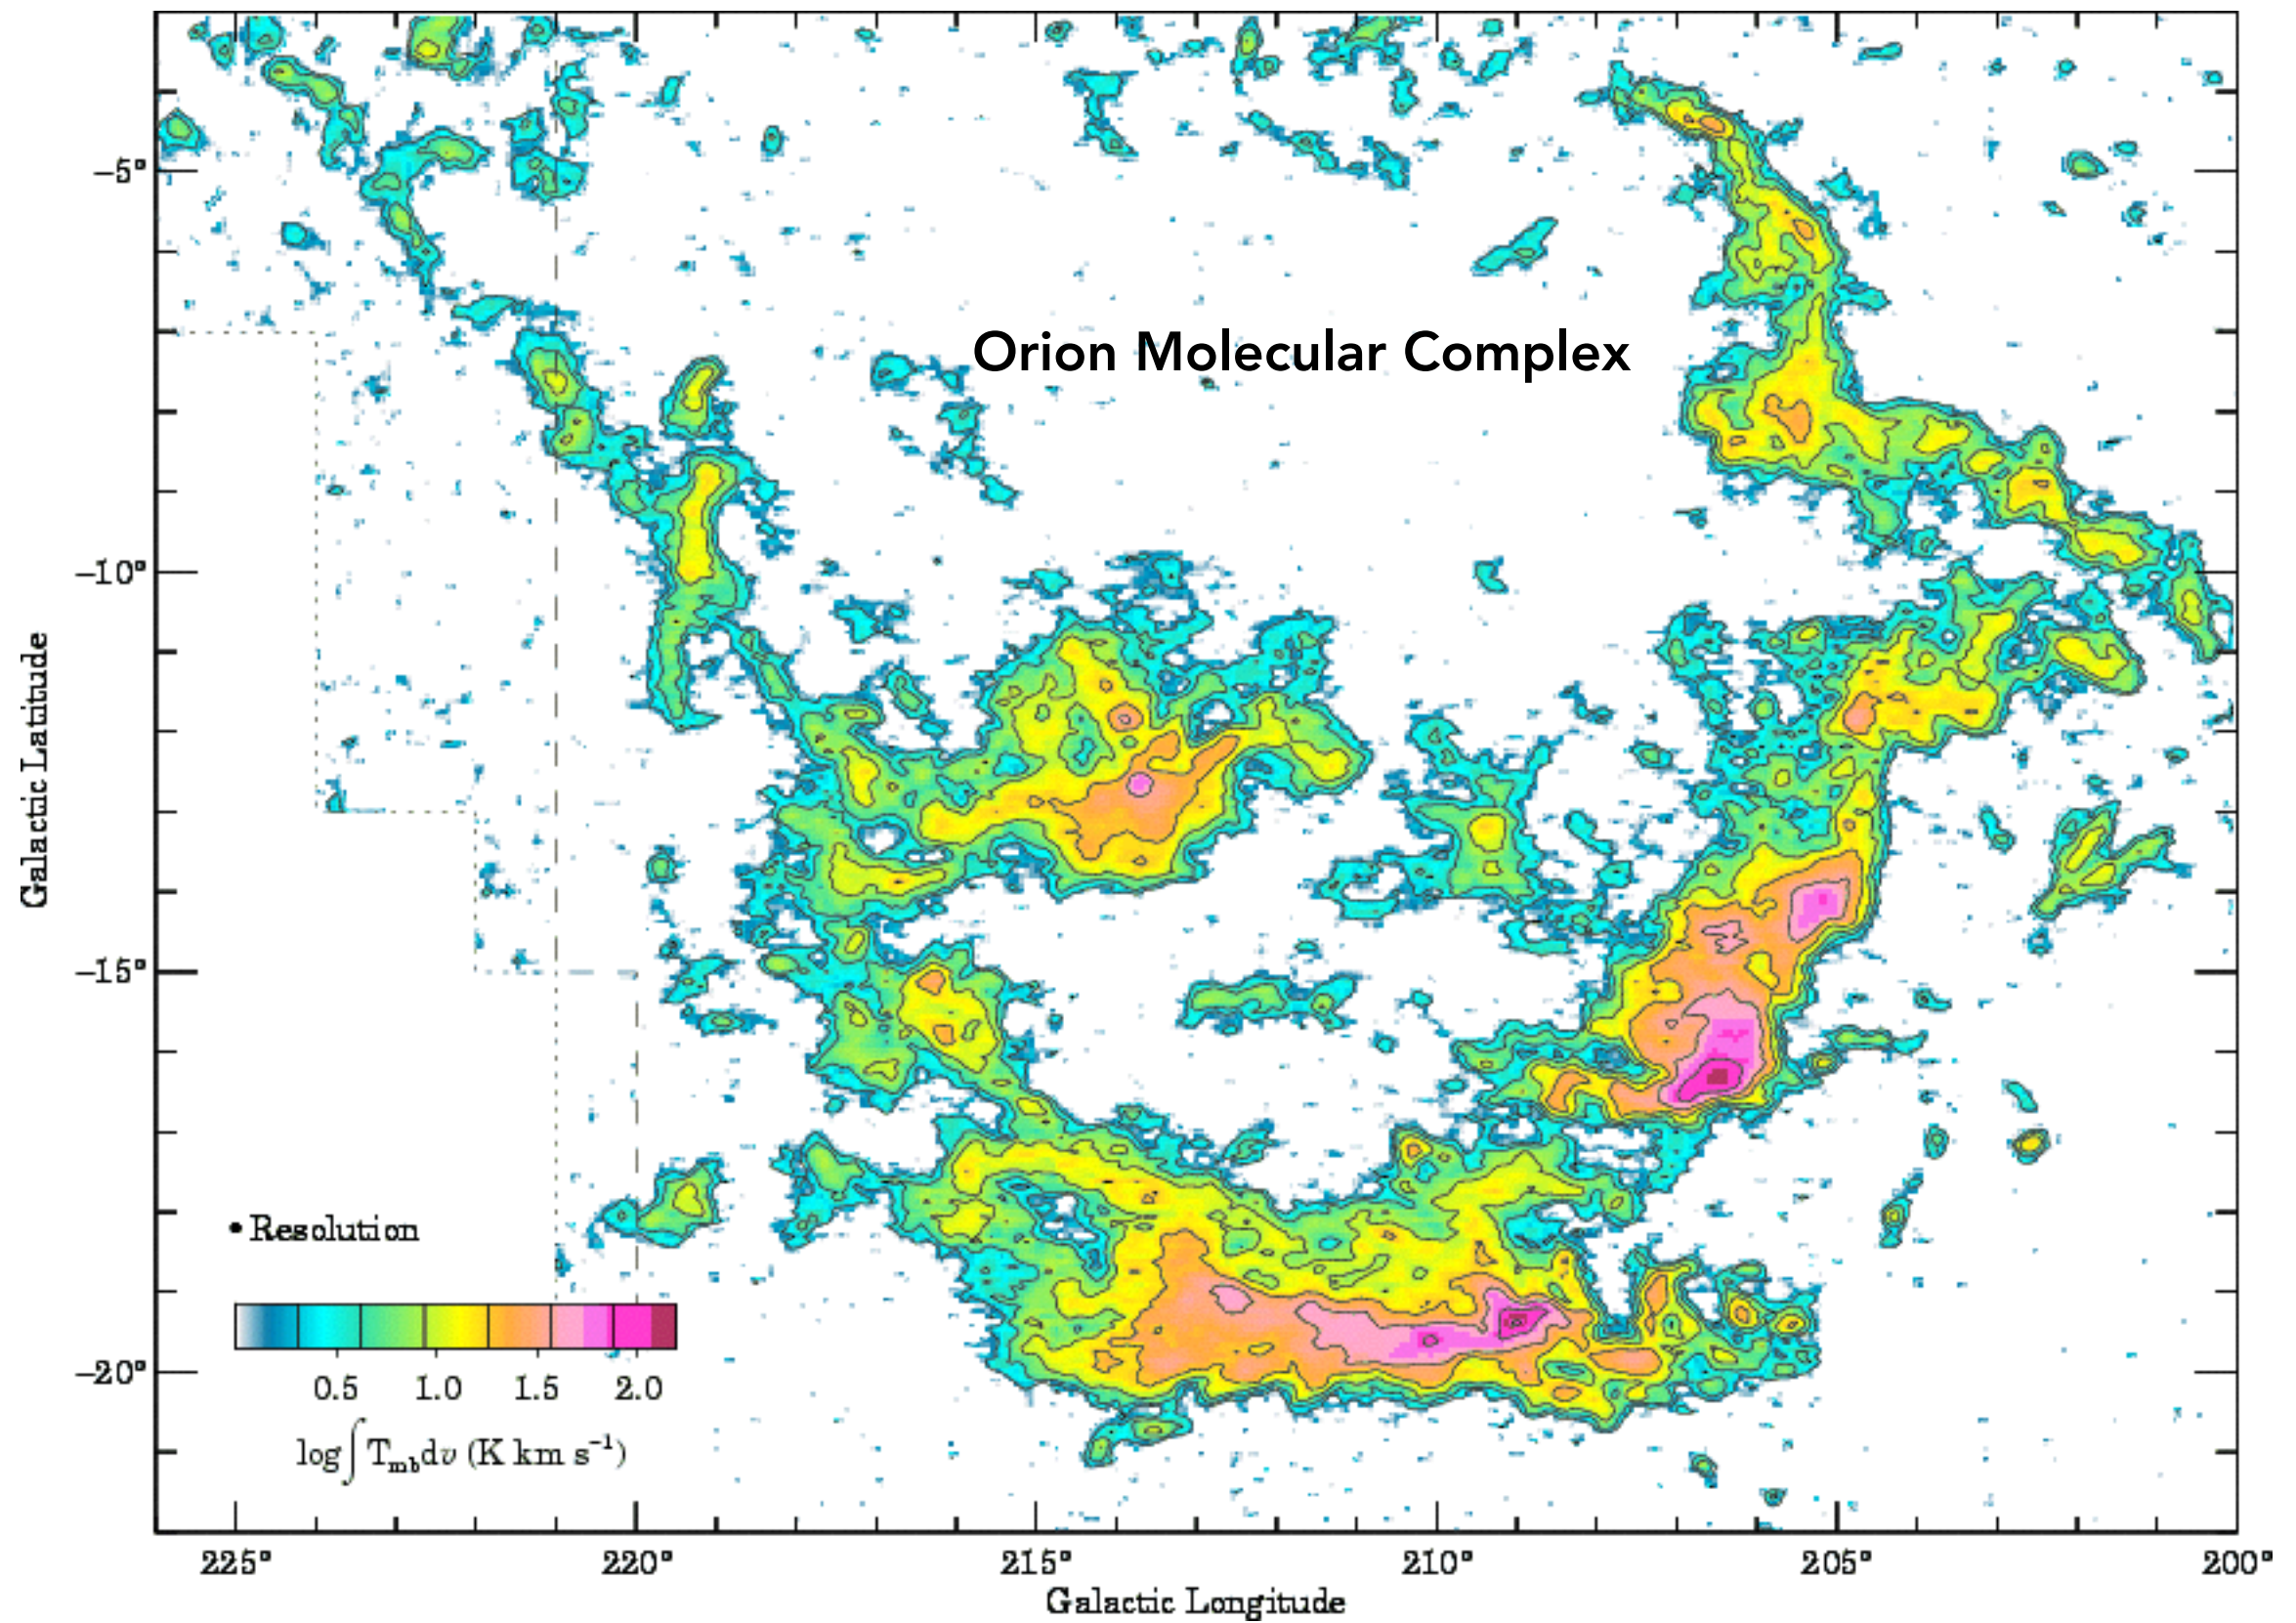 Orion Molecular Complex
−5°
−10°
−15°
−20°
Galactic Latitude
Resolution
0.5 1.0 1.5 2.0
log∫T_mb dv (K km s⁻¹)
225° 220° 215° 210° 205° 200°
Galactic Longitude